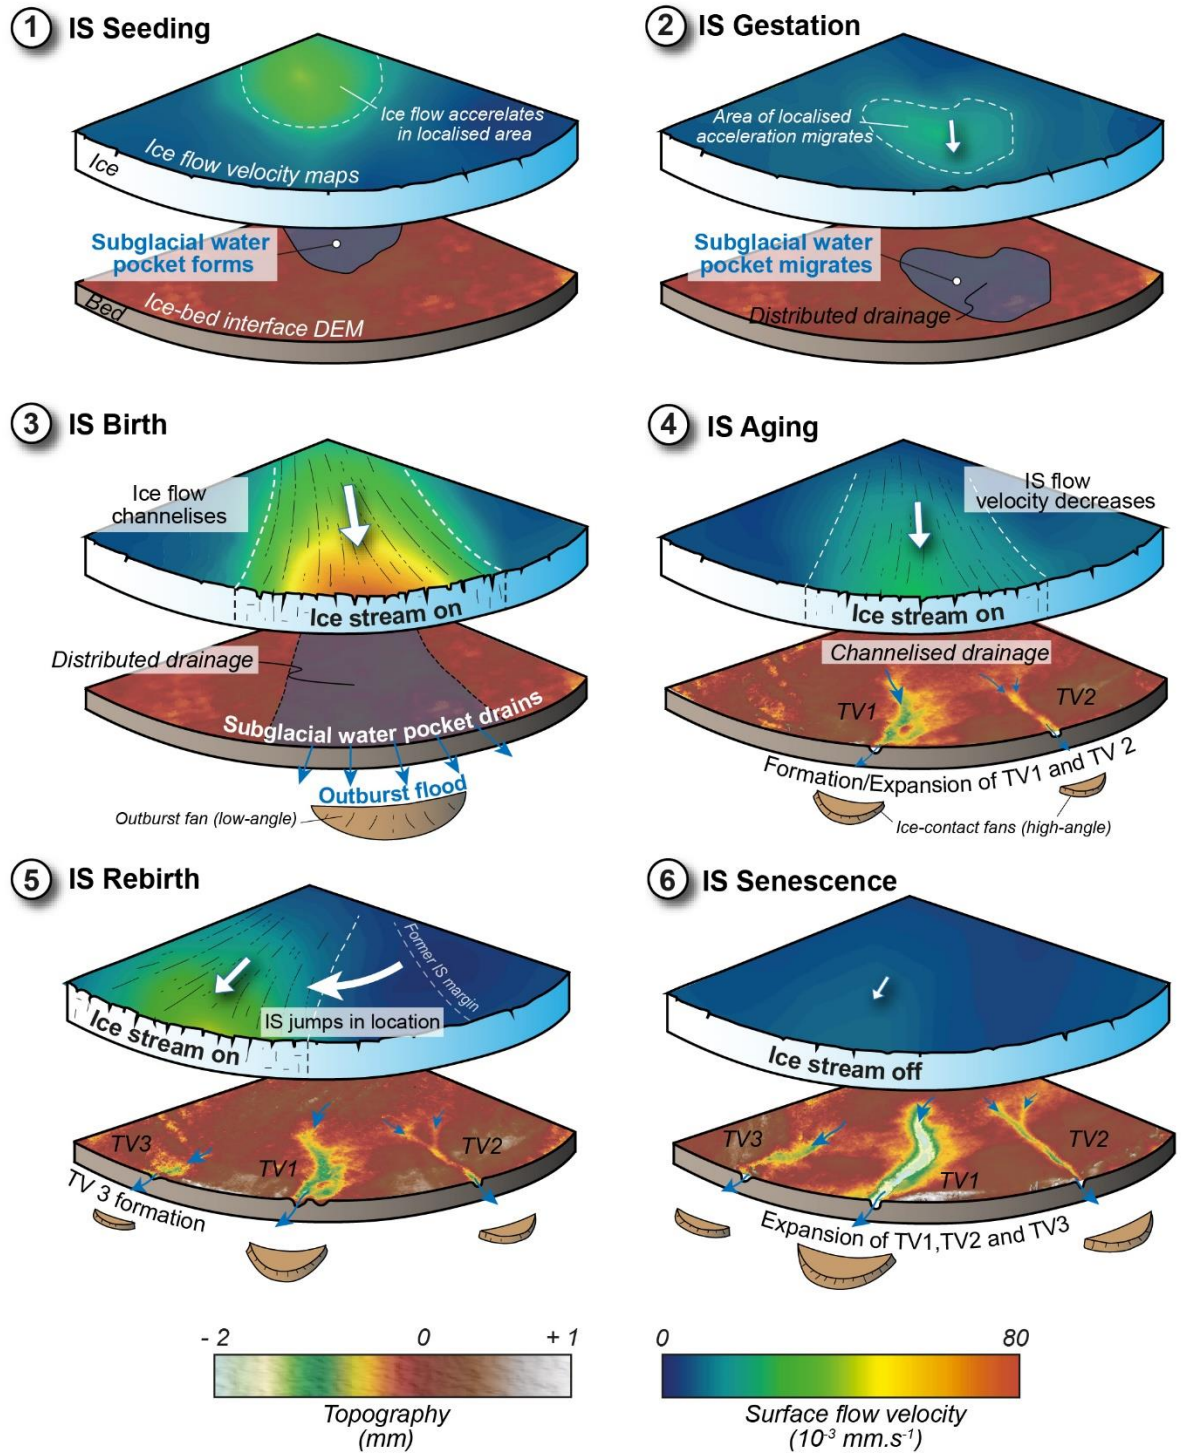 1 IS Seeding
Ice flow accelerates
in localised area
Ice flow velocity maps
Ice
Subglacial water
pocket forms
Ice-bed interface DEM
Bed
2 IS Gestation
Area of localised
acceleration migrates
Subglacial water
pocket migrates
Distributed drainage
3 IS Birth
Ice flow
channelises
Ice stream on
Distributed drainage
Subglacial water pocket drains
Outburst flood
Outburst fan (low-angle)
4 IS Aging
IS flow
velocity decreases
Ice stream on
Channelised drainage
TV1
TV2
Formation/Expansion of TV1 and TV 2
Ice-contact fans (high-angle)
5 IS Rebirth
Former IS margin
IS jumps in location
Ice stream on
TV3
TV1
TV2
TV 3 formation
6 IS Senescence
Ice stream off
TV3
TV2
TV1
Expansion of TV1,TV2 and TV3
- 2 0 + 1
Topography
(mm)
0 80
Surface flow velocity
(10⁻³ mm.s⁻¹)